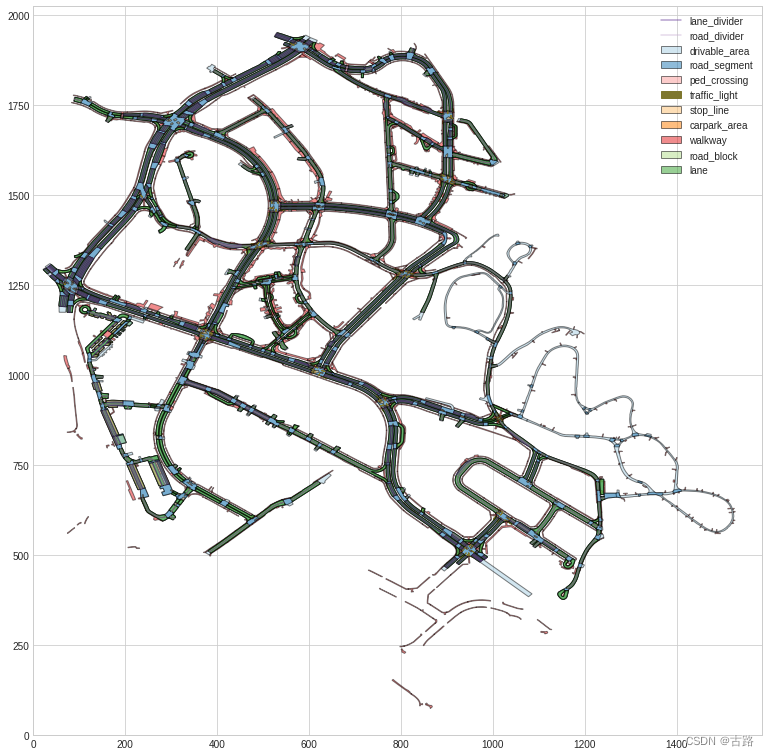 2000
1750
1500
1250
1000
750
500
250
0
0 200 400 600 800 1000 1200 1400
lane_divider
road_divider
drivable_area
road_segment
ped_crossing
traffic_light
stop_line
carpark_area
walkway
road_block
lane
CSDN @古路